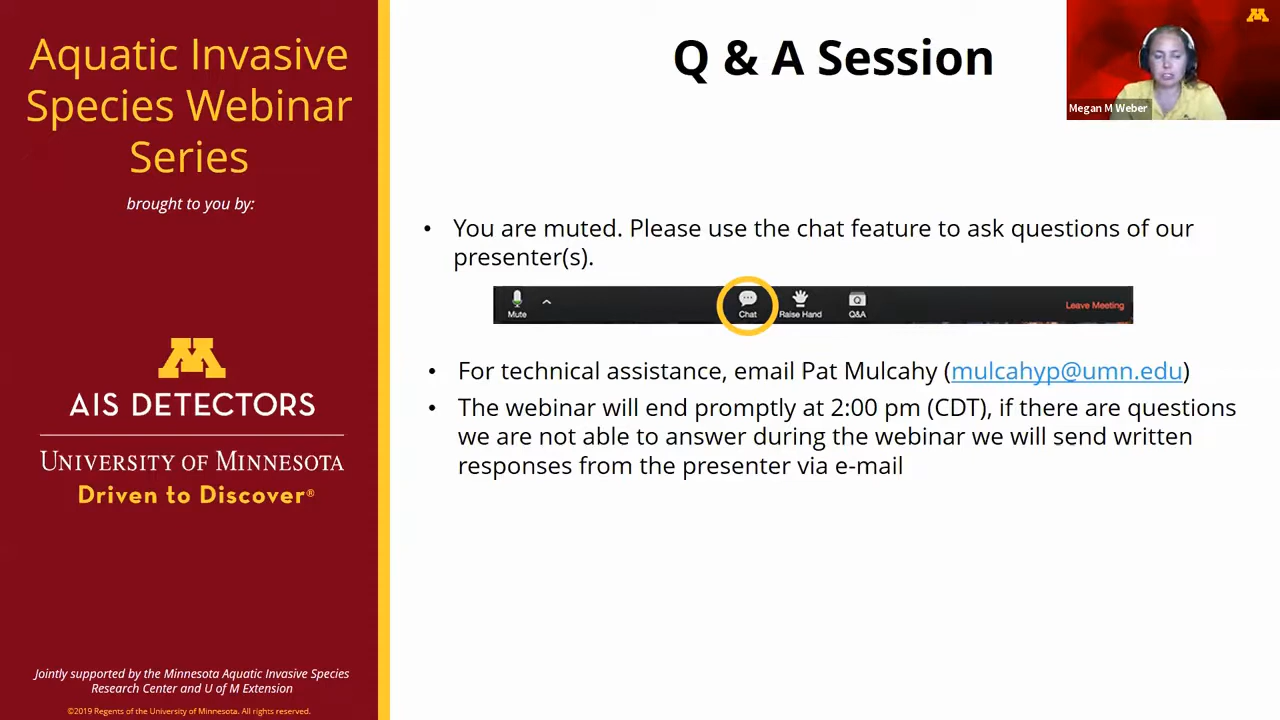 Aquatic Invasive
Species Webinar
Series
brought to you by:
AIS DETECTORS
UNIVERSITY OF MINNESOTA
Driven to Discover®
Jointly supported by the Minnesota Aquatic Invasive Species
Research Center and U of M Extension
©2019 Regents of the University of Minnesota. All rights reserved.
Q & A Session
Megan M Weber
• You are muted. Please use the chat feature to ask questions of our
presenter(s).
Mute
Chat
Raise Hand
Q&A
Leave Meeting
• For technical assistance, email Pat Mulcahy (mulcahyp@umn.edu)
• The webinar will end promptly at 2:00 pm (CDT), if there are questions
we are not able to answer during the webinar we will send written
responses from the presenter via e-mail